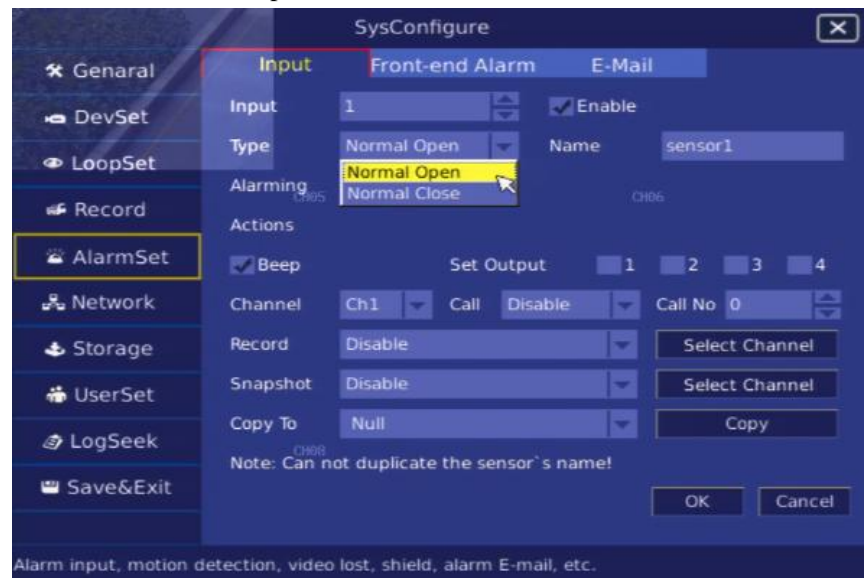 SysConfigure
Genaral
DevSet
LoopSet
Record
AlarmSet
Network
Storage
UserSet
LogSeek
Save&Exit
Input Front-end Alarm E-Mail
Input 1 Enable
Type Normal Open Name sensor1
Normal Open
Normal Close
Alarming CH05 CH06
Actions
Beep Set Output 1 2 3 4
Channel Ch1 Call Disable Call No 0
Record Disable Select Channel
Snapshot Disable Select Channel
Copy To Null Copy
CH08
Note: Can not duplicate the sensor`s name!
OK Cancel
Alarm input, motion detection, video lost, shield, alarm E-mail, etc.